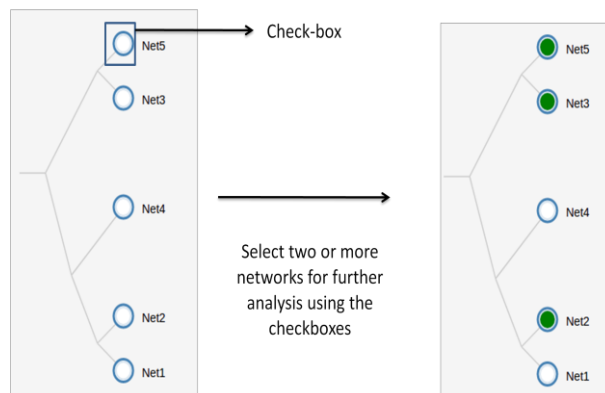 Net5
Net3
Net4
Net2
Net1
Check-box
Select two or more
networks for further
analysis using the
checkboxes
Net5
Net3
Net4
Net2
Net1